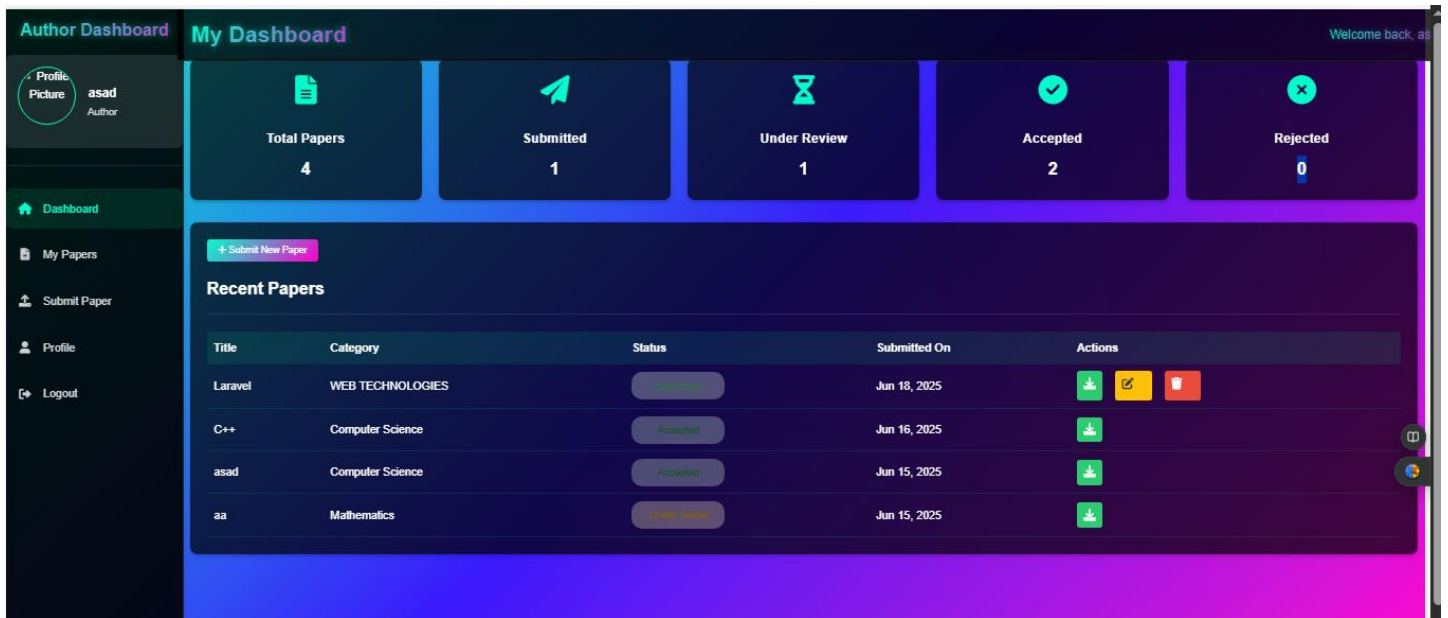 Author Dashboard
My Dashboard
Welcome back, as
Profile
Picture
asad
Author
Total Papers
4
Submitted
1
Under Review
1
Accepted
2
Rejected
0
Dashboard
My Papers
Submit Paper
Profile
Logout
+ Submit New Paper
Recent Papers
Title Category Status Submitted On Actions
Laravel WEB TECHNOLOGIES Submitted Jun 18, 2025
C++ Computer Science Accepted Jun 16, 2025
asad Computer Science Accepted Jun 15, 2025
aa Mathematics Under review Jun 15, 2025